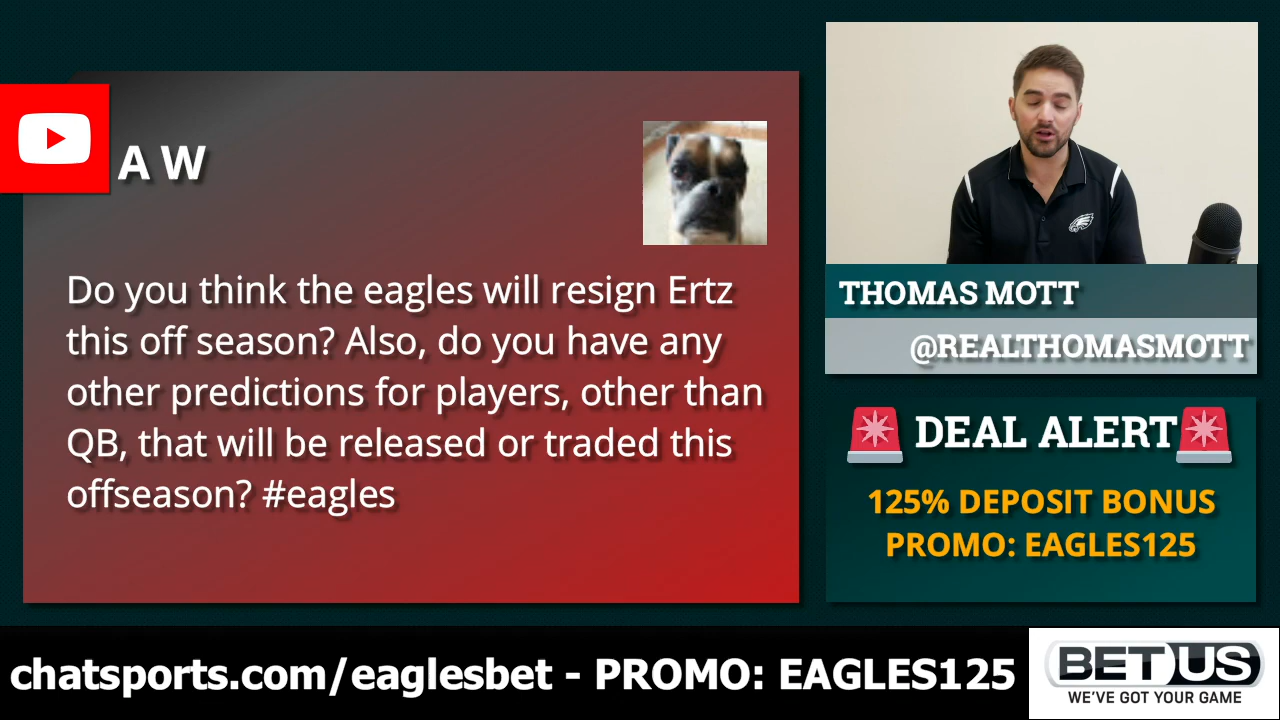 A W
Do you think the eagles will resign Ertz
this off season? Also, do you have any
other predictions for players, other than
QB, that will be released or traded this
offseason? #eagles
THOMAS MOTT
@REALTHOMASMOTT
DEAL ALERT
125% DEPOSIT BONUS
PROMO: EAGLES125
chatsports.com/eaglesbet - PROMO: EAGLES125
BETUS
WE'VE GOT YOUR GAME